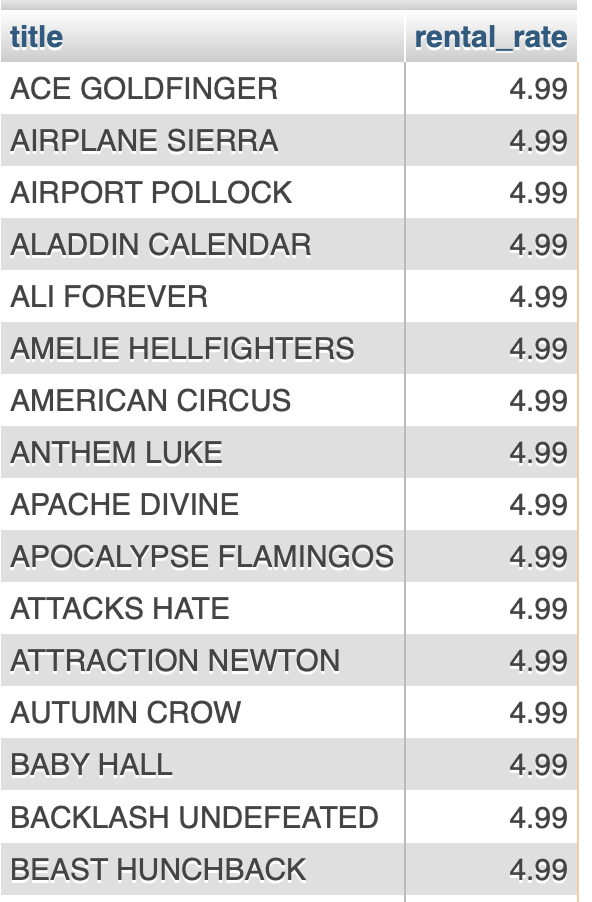 title rental_rate
ACE GOLDFINGER 4.99
AIRPLANE SIERRA 4.99
AIRPORT POLLOCK 4.99
ALADDIN CALENDAR 4.99
ALI FOREVER 4.99
AMELIE HELLFIGHTERS 4.99
AMERICAN CIRCUS 4.99
ANTHEM LUKE 4.99
APACHE DIVINE 4.99
APOCALYPSE FLAMINGOS 4.99
ATTACKS HATE 4.99
ATTRACTION NEWTON 4.99
AUTUMN CROW 4.99
BABY HALL 4.99
BACKLASH UNDEFEATED 4.99
BEAST HUNCHBACK 4.99